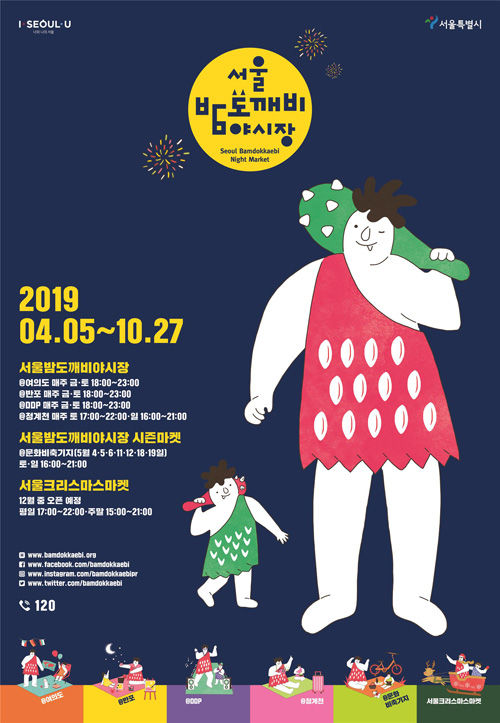 I·SEOUL·U
너와 나의 서울
서울특별시
서울
밤도깨비
야시장
Seoul Bamdokkaebi
Night Market
2019
04.05~10.27
서울밤도깨비야시장
@여의도 매주 금·토 18:00~23:00
@반포 매주 금·토 18:00~23:00
@DDP 매주 금·토 18:00~23:00
@청계천 매주 토 17:00~22:00·일 16:00~21:00
서울밤도깨비야시장 시즌마켓
@문화비축기지(5월 4·5·6·11·12·18·19일)
토·일 16:00~21:00
서울크리스마스마켓
12월 중 오픈 예정
평일 17:00~22:00·주말 15:00~21:00
www.bamdokkaebi.org
www.facebook.com/bamdokkaebi
www.instagram.com/bamdokkaebipr
www.twitter.com/bamdokkaebi
120
@여의도
@반포
@DDP
@청계천
@문화
비축기지
서울크리스마스마켓